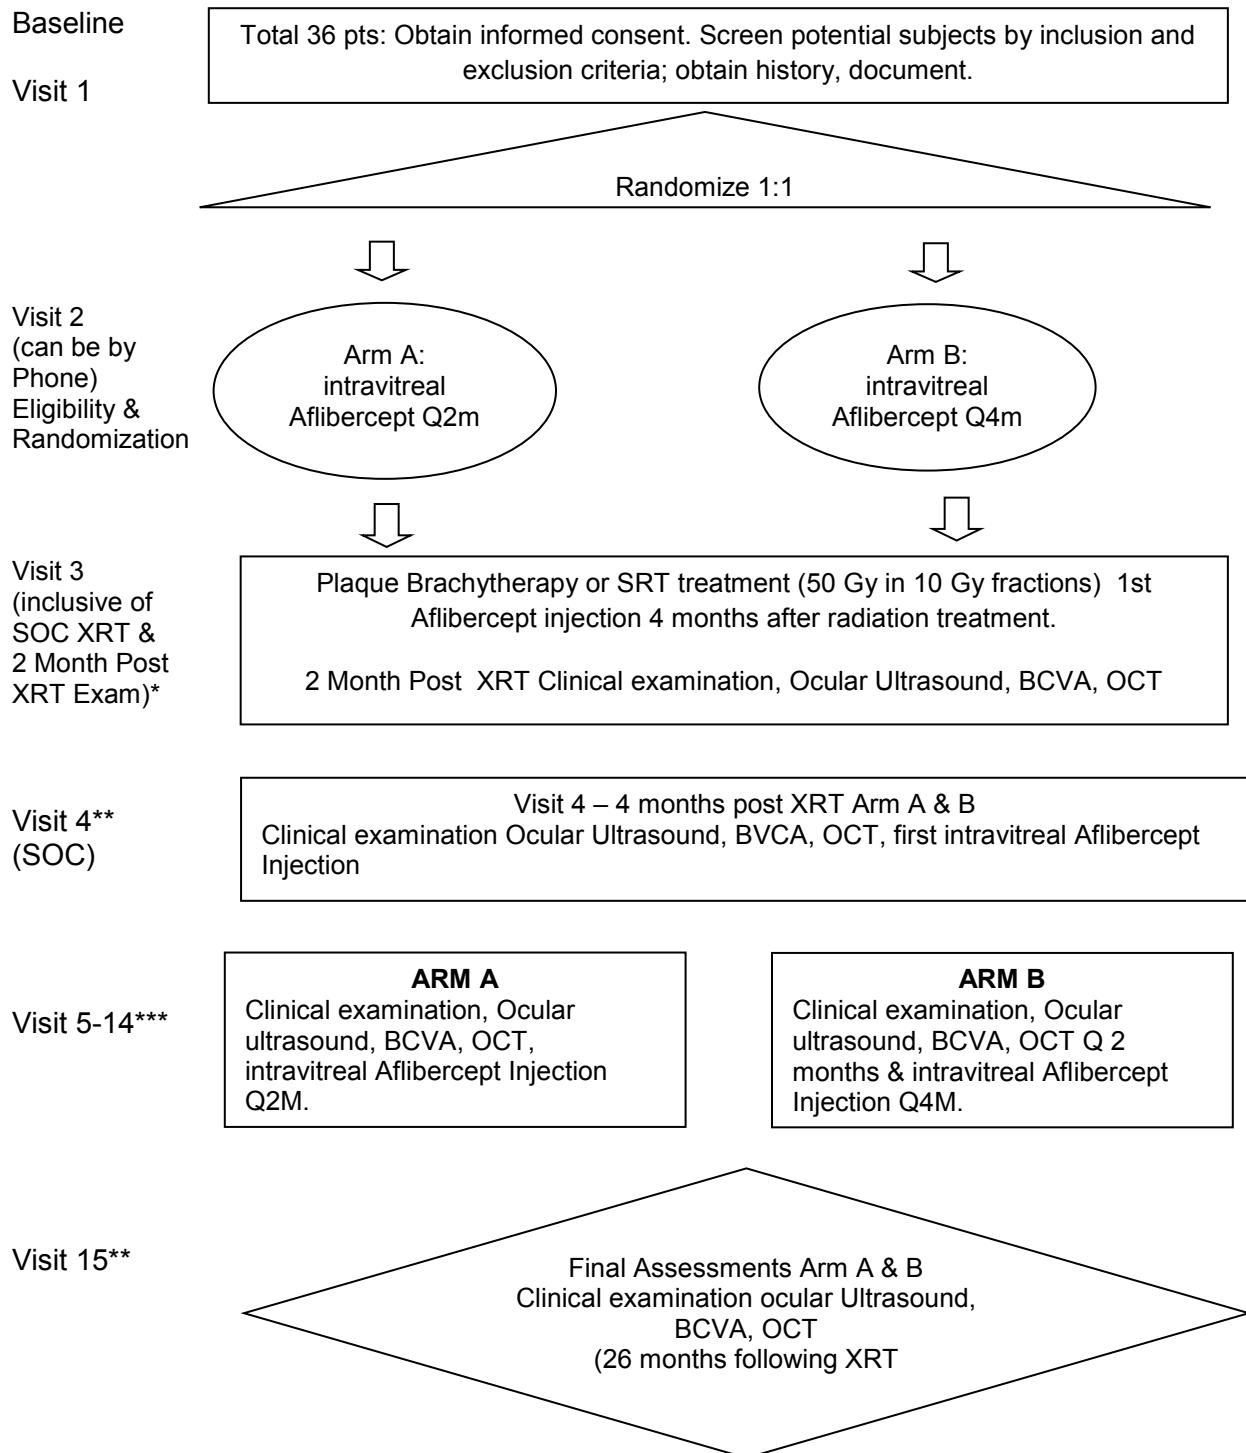 Baseline
Visit 1
Total 36 pts: Obtain informed consent. Screen potential subjects by inclusion and
exclusion criteria; obtain history, document.
Randomize 1:1
Visit 2
(can be by
Phone)
Eligibility &
Randomization
Arm A:
intravitreal
Aflibercept Q2m
Arm B:
intravitreal
Aflibercept Q4m
Visit 3
(inclusive of
SOC XRT &
2 Month Post
XRT Exam)*
Plaque Brachytherapy or SRT treatment (50 Gy in 10 Gy fractions) 1st
Aflibercept injection 4 months after radiation treatment.
2 Month Post XRT Clinical examination, Ocular Ultrasound, BCVA, OCT
Visit 4**
(SOC)
Visit 4 – 4 months post XRT Arm A & B
Clinical examination Ocular Ultrasound, BVCA, OCT, first intravitreal Aflibercept
Injection
Visit 5-14***
ARM A
Clinical examination, Ocular
ultrasound, BCVA, OCT,
intravitreal Aflibercept Injection
Q2M.
ARM B
Clinical examination, Ocular
ultrasound, BCVA, OCT Q 2
months & intravitreal Aflibercept
Injection Q4M.
Visit 15**
Final Assessments Arm A & B
Clinical examination ocular Ultrasound,
BCVA, OCT
(26 months following XRT